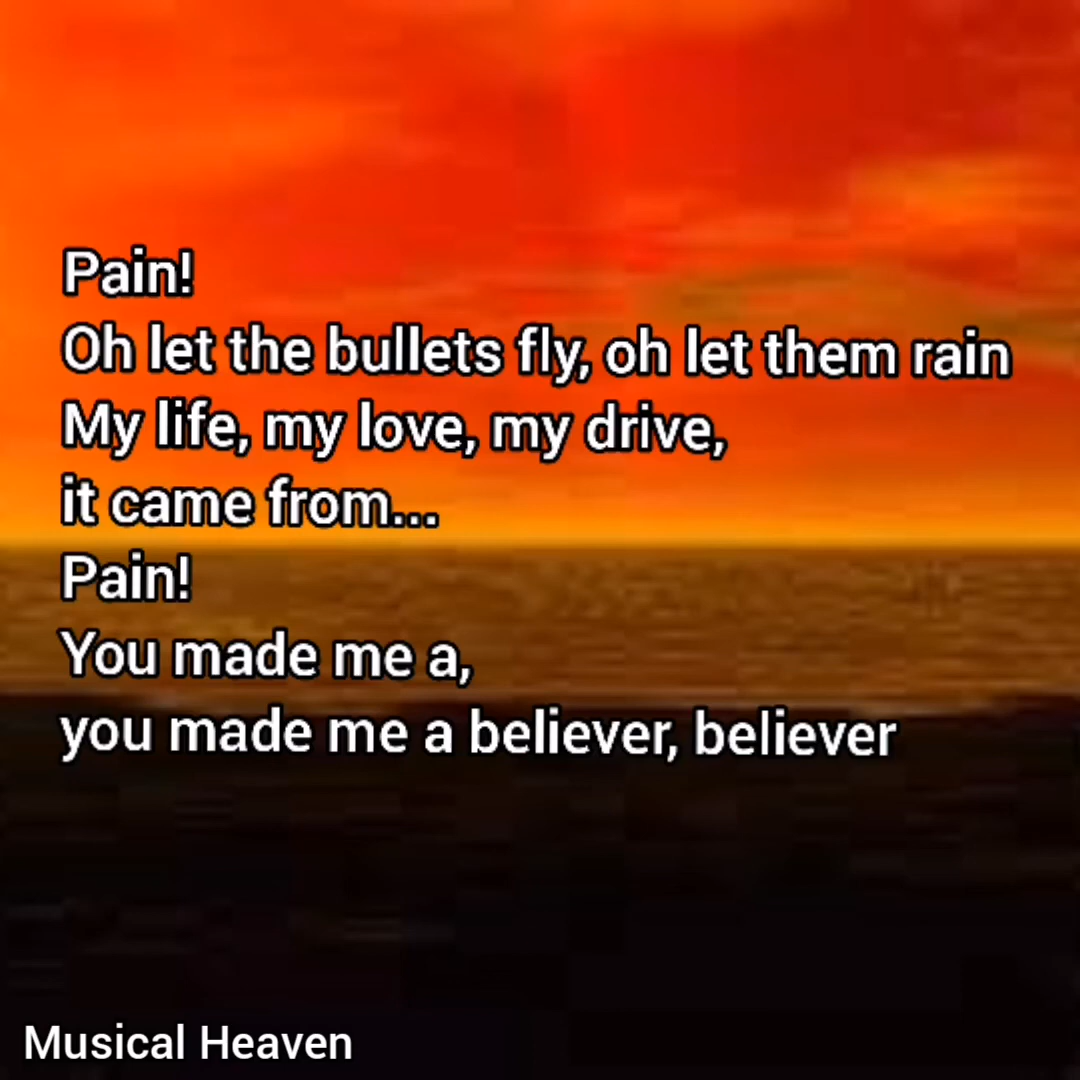 Pain!
Oh let the bullets fly, oh let them rain
My life, my love, my drive,
it came from...
Pain!
You made me a,
you made me a believer, believer
Musical Heaven